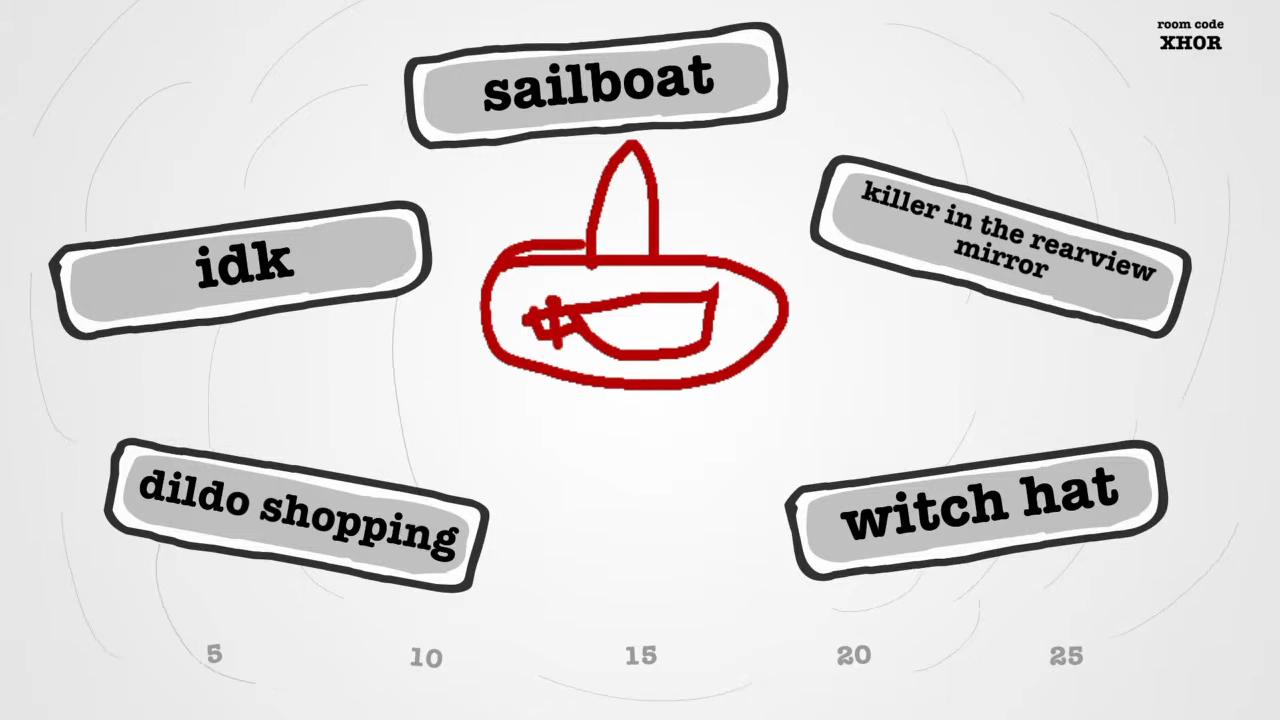 room code
XHOR
sailboat
killer in the rearview
mirror
idk
dildo shopping
witch hat
5
10
15
20
25